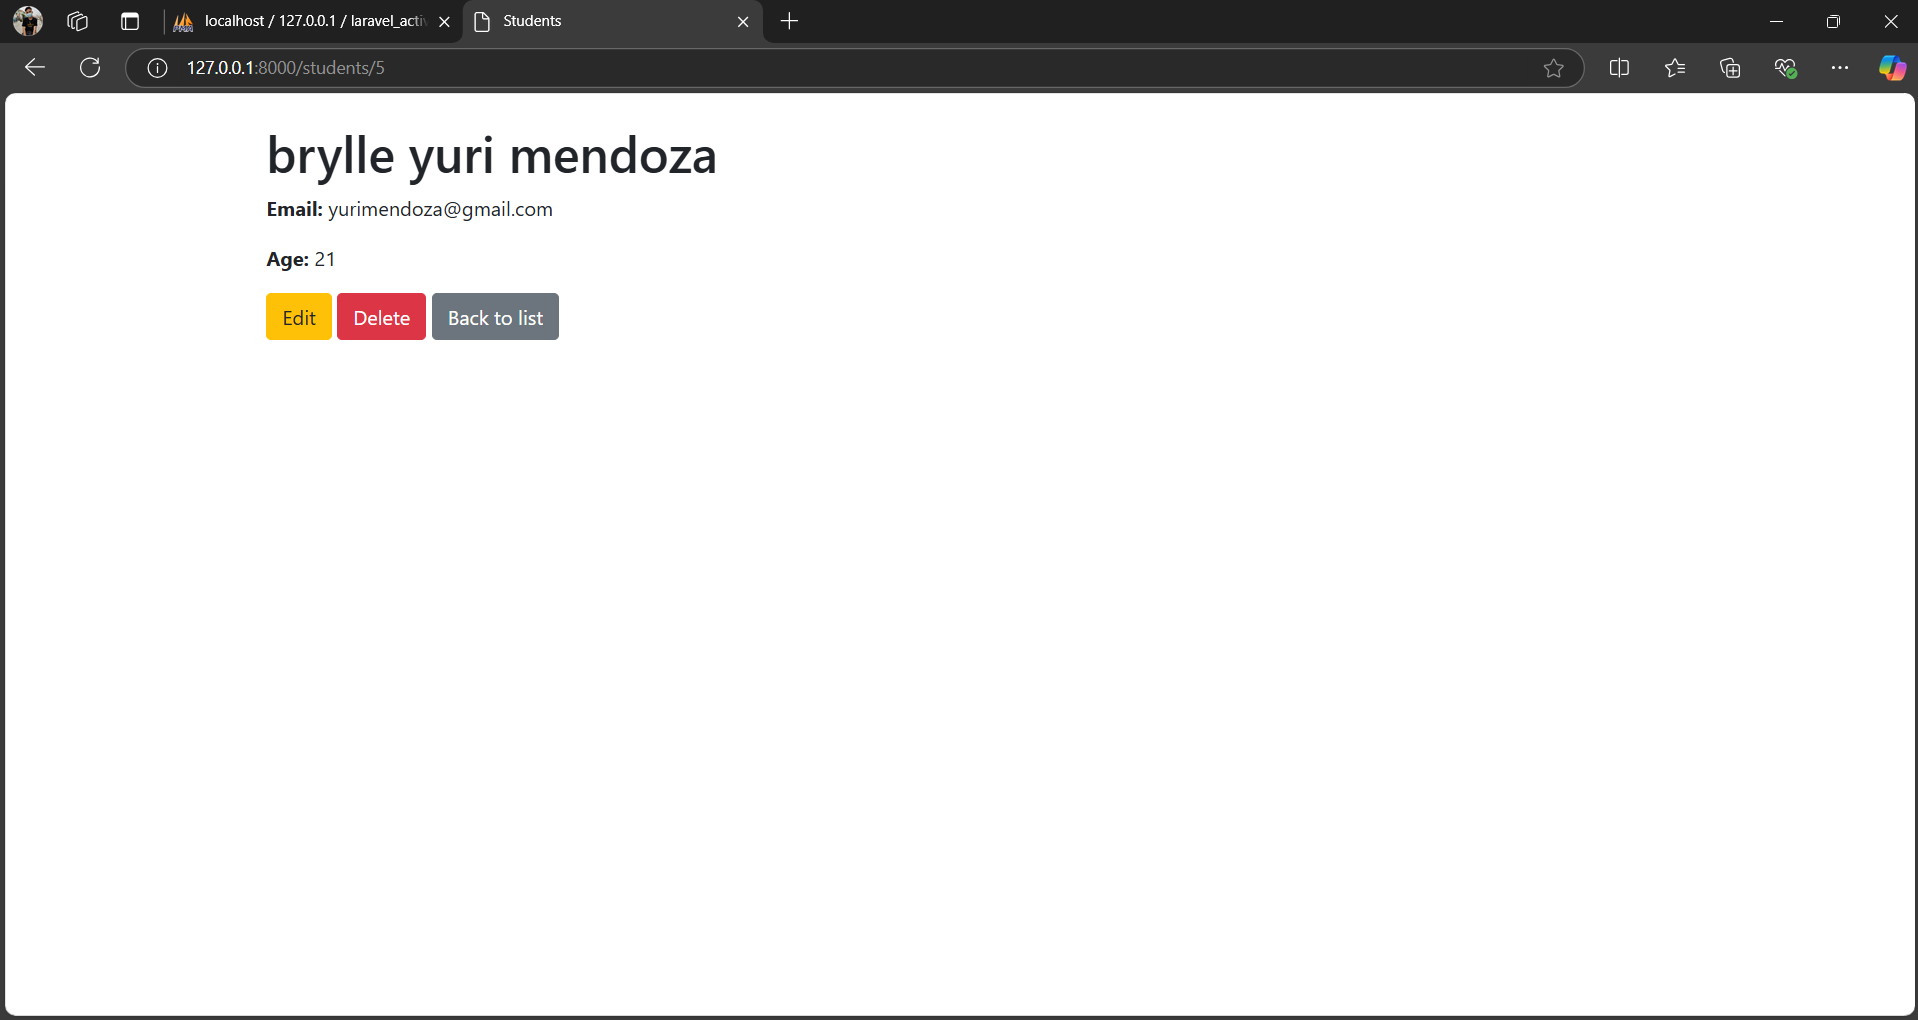 localhost / 127.0.0.1 / laravel_acti
Students
127.0.0.1:8000/students/5
brylle yuri mendoza
Email: yurimendoza@gmail.com
Age: 21
Edit Delete Back to list